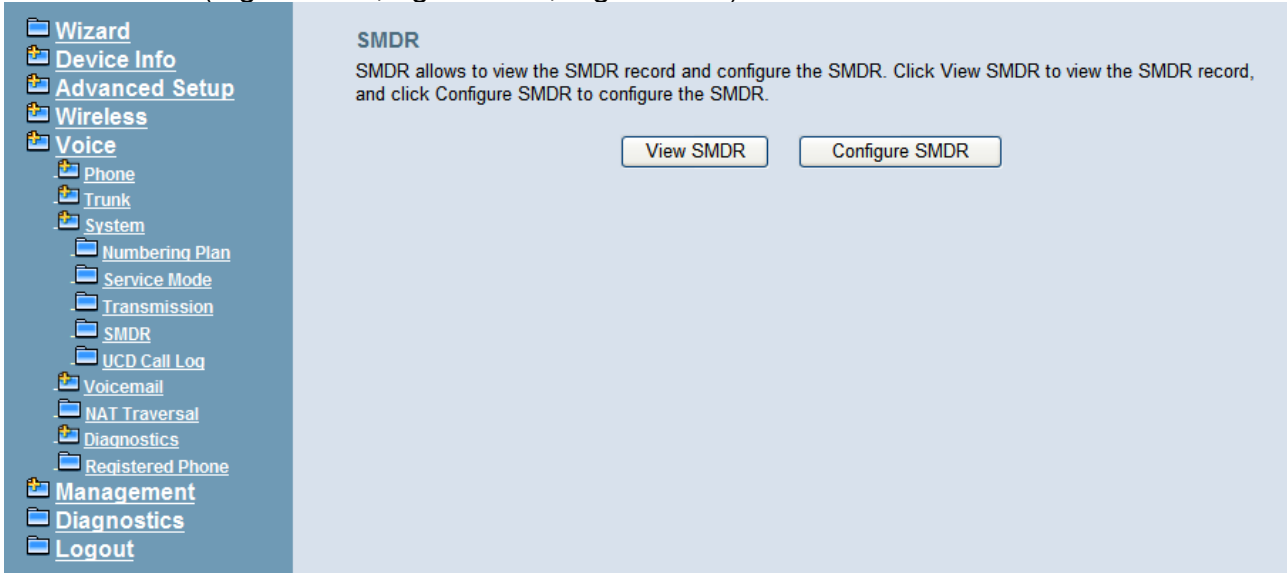 Wizard
Device Info
Advanced Setup
Wireless
Voice
Phone
Trunk
System
Numbering Plan
Service Mode
Transmission
SMDR
UCD Call Log
Voicemail
NAT Traversal
Diagnostics
Registered Phone
Management
Diagnostics
Logout
SMDR
SMDR allows to view the SMDR record and configure the SMDR. Click View SMDR to view the SMDR record,
and click Configure SMDR to configure the SMDR.
View SMDR Configure SMDR